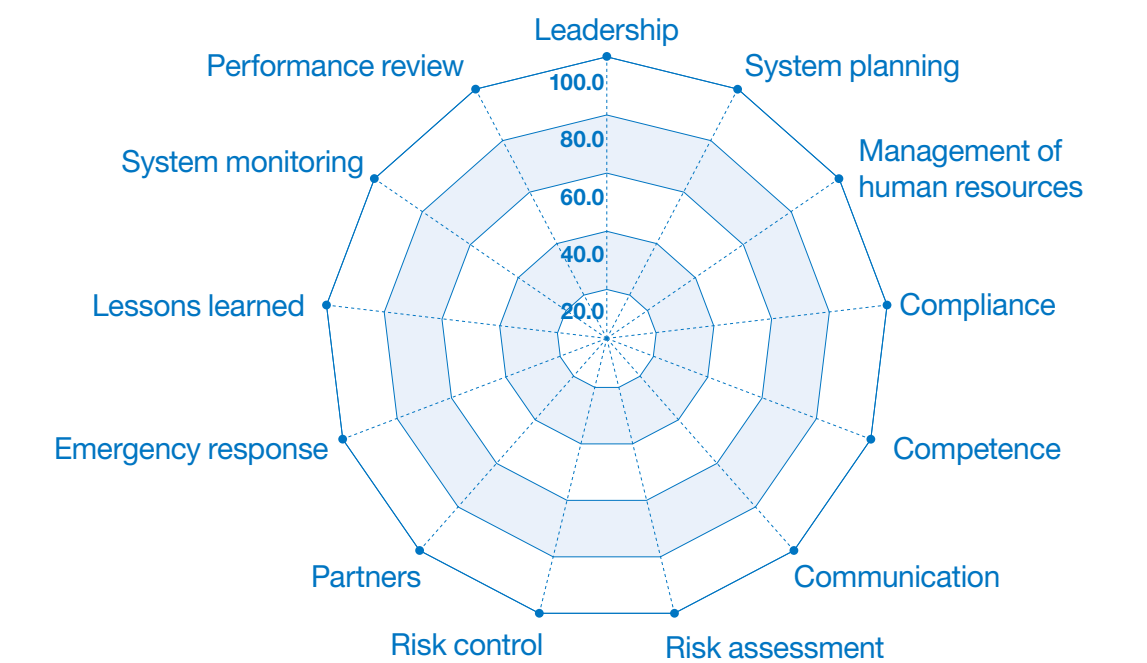 Leadership
Performance review
System planning
100.0
80.0
System monitoring
Management of
human resources
60.0
40.0
Lessons learned
20.0
Compliance
Emergency response
Competence
Partners
Communication
Risk control
Risk assessment